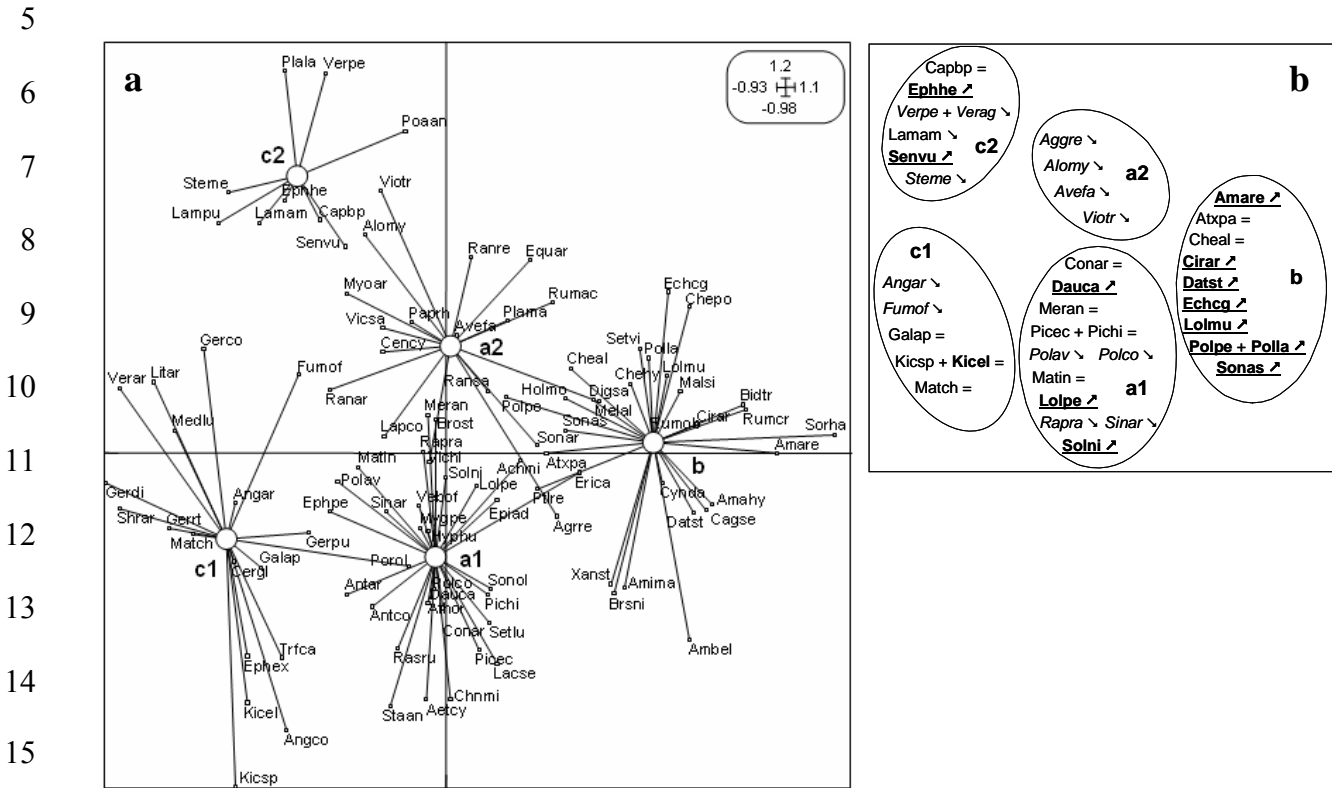 5
6
7
8
9
10
11
12
13
14
15
a
1.2
-0.93 1.1
-0.98
Plala Verpe
Poaan
c2
Steme
Ephhe
Viotr
Lampu Lamam Capbp
Senvu Alomy
Ranre Equar
Myoar
Echcg
Chepo
Rumac
Paprh Plama
Vicsa
Avefa
Setvi
Polla
Cency
a2
Gerco
Cheal
Lolmu
Fumof
Chehy
Malsi
Verar Litar
Ransa
Holmo Digsa
Ranar
Melal
Bidtr
Polpe
Cirar
Rumcr
Medlu
Meran
Brost
Sonas
Sorha
Lapco
Rapra
Sonar
Amare
Pichi
Matin
Atxpa
b
Solni
Achmi
Erica
Polav
Lolpe
Gerdi
Angar
Ephpe Sinar Vebof
Cynda Amahy
Ptlre
Shrar
Epiad
Datst Cagse
Gerrt
Mygpe
Agrre
Match
Hyphu
Gerpu
Porol a1
c1
Galap
Cergl
Xanst
Polco Sonol
Antar
Amima
Dauca Pichi
Brsni
Athor
Antco
Conar Setlu
Ambel
Trfca
Rasru
Picec
Ephex
Lacse
Kicel
Chnmi
Staan Aetcy
Angco
Kicsp
b
Capbp =
Ephhe ↗
Verpe + Verag ↘
Lamam ↘
c2
Senvu ↗
Steme ↘
Aggre ↘
Alomy ↘
a2
Avefa ↘
Viotr ↘
Amare ↗
Atxpa =
Cheal =
Cirar ↗
b
Datst ↗
Echcg ↗
Lolmu ↗
Polpe + Polla ↗
Sonas ↗
c1
Angar ↘
Fumof ↘
Galap =
Kicsp + Kicel =
Match =
Conar =
Dauca ↗
Meran =
Picec + Pichi =
Polav ↘ Polco ↘
Matin =
a1
Lolpe ↗
Rapra ↘ Sinar ↘
Solni ↗